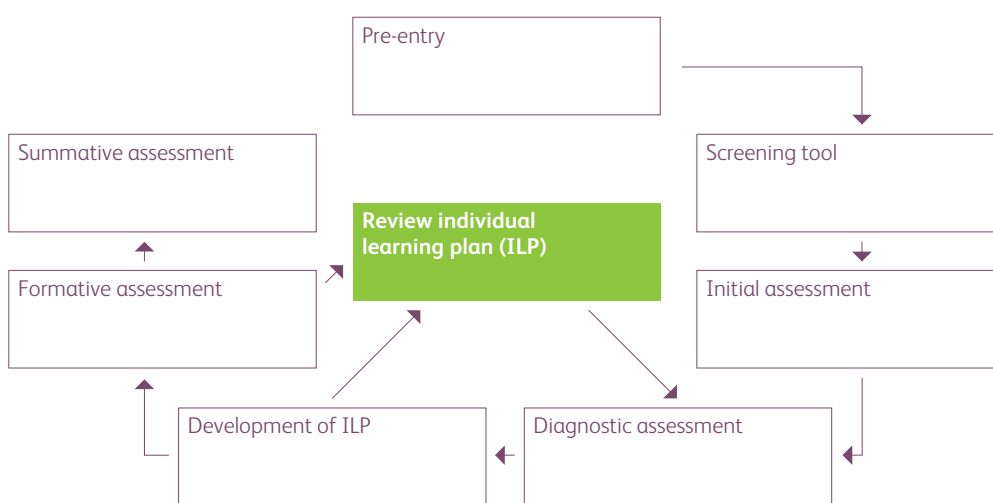 Pre-entry
Summative assessment
Screening tool
Review individual
learning plan (ILP)
Formative assessment
Initial assessment
Development of ILP
Diagnostic assessment